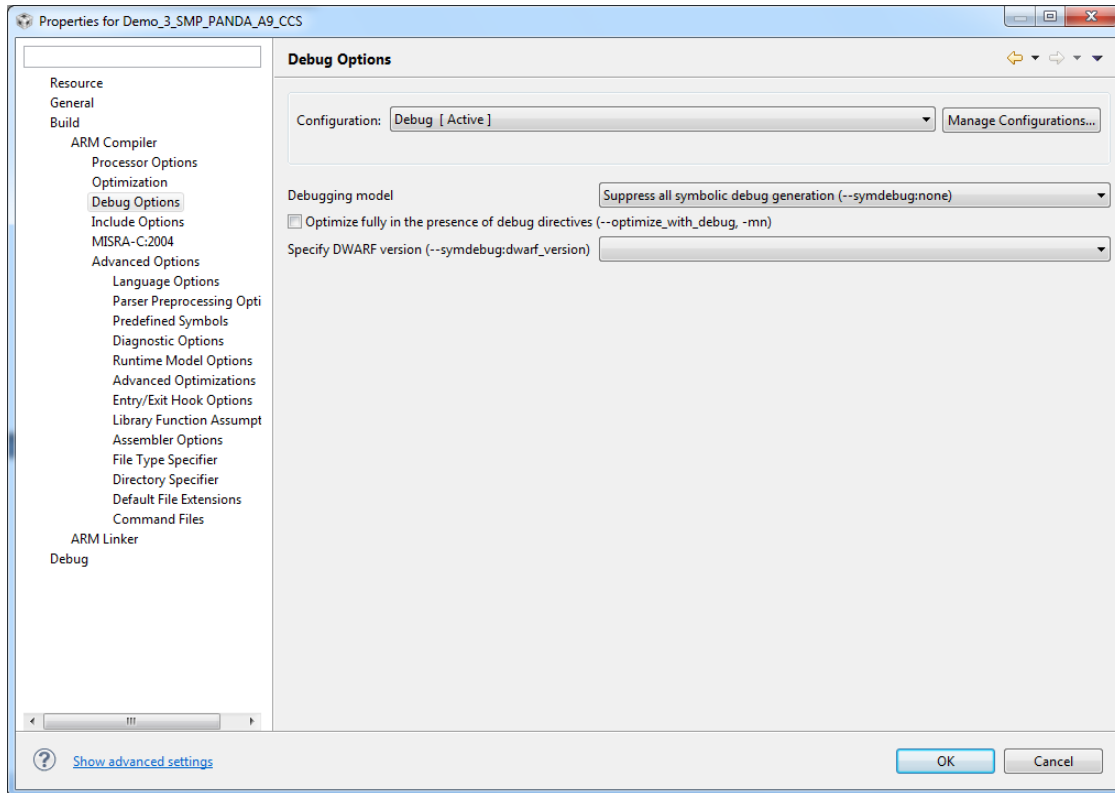 Properties for Demo_3_SMP_PANDA_A9_CCS
Resource
General
Build
ARM Compiler
Processor Options
Optimization
Debug Options
Include Options
MISRA-C:2004
Advanced Options
Language Options
Parser Preprocessing Opti
Predefined Symbols
Diagnostic Options
Runtime Model Options
Advanced Optimizations
Entry/Exit Hook Options
Library Function Assumpt
Assembler Options
File Type Specifier
Directory Specifier
Default File Extensions
Command Files
ARM Linker
Debug
Debug Options
Configuration: Debug [ Active ] Manage Configurations...
Debugging model Suppress all symbolic debug generation (--symdebug:none)
Optimize fully in the presence of debug directives (--optimize_with_debug, -mn)
Specify DWARF version (--symdebug:dwarf_version)
? Show advanced settings OK Cancel